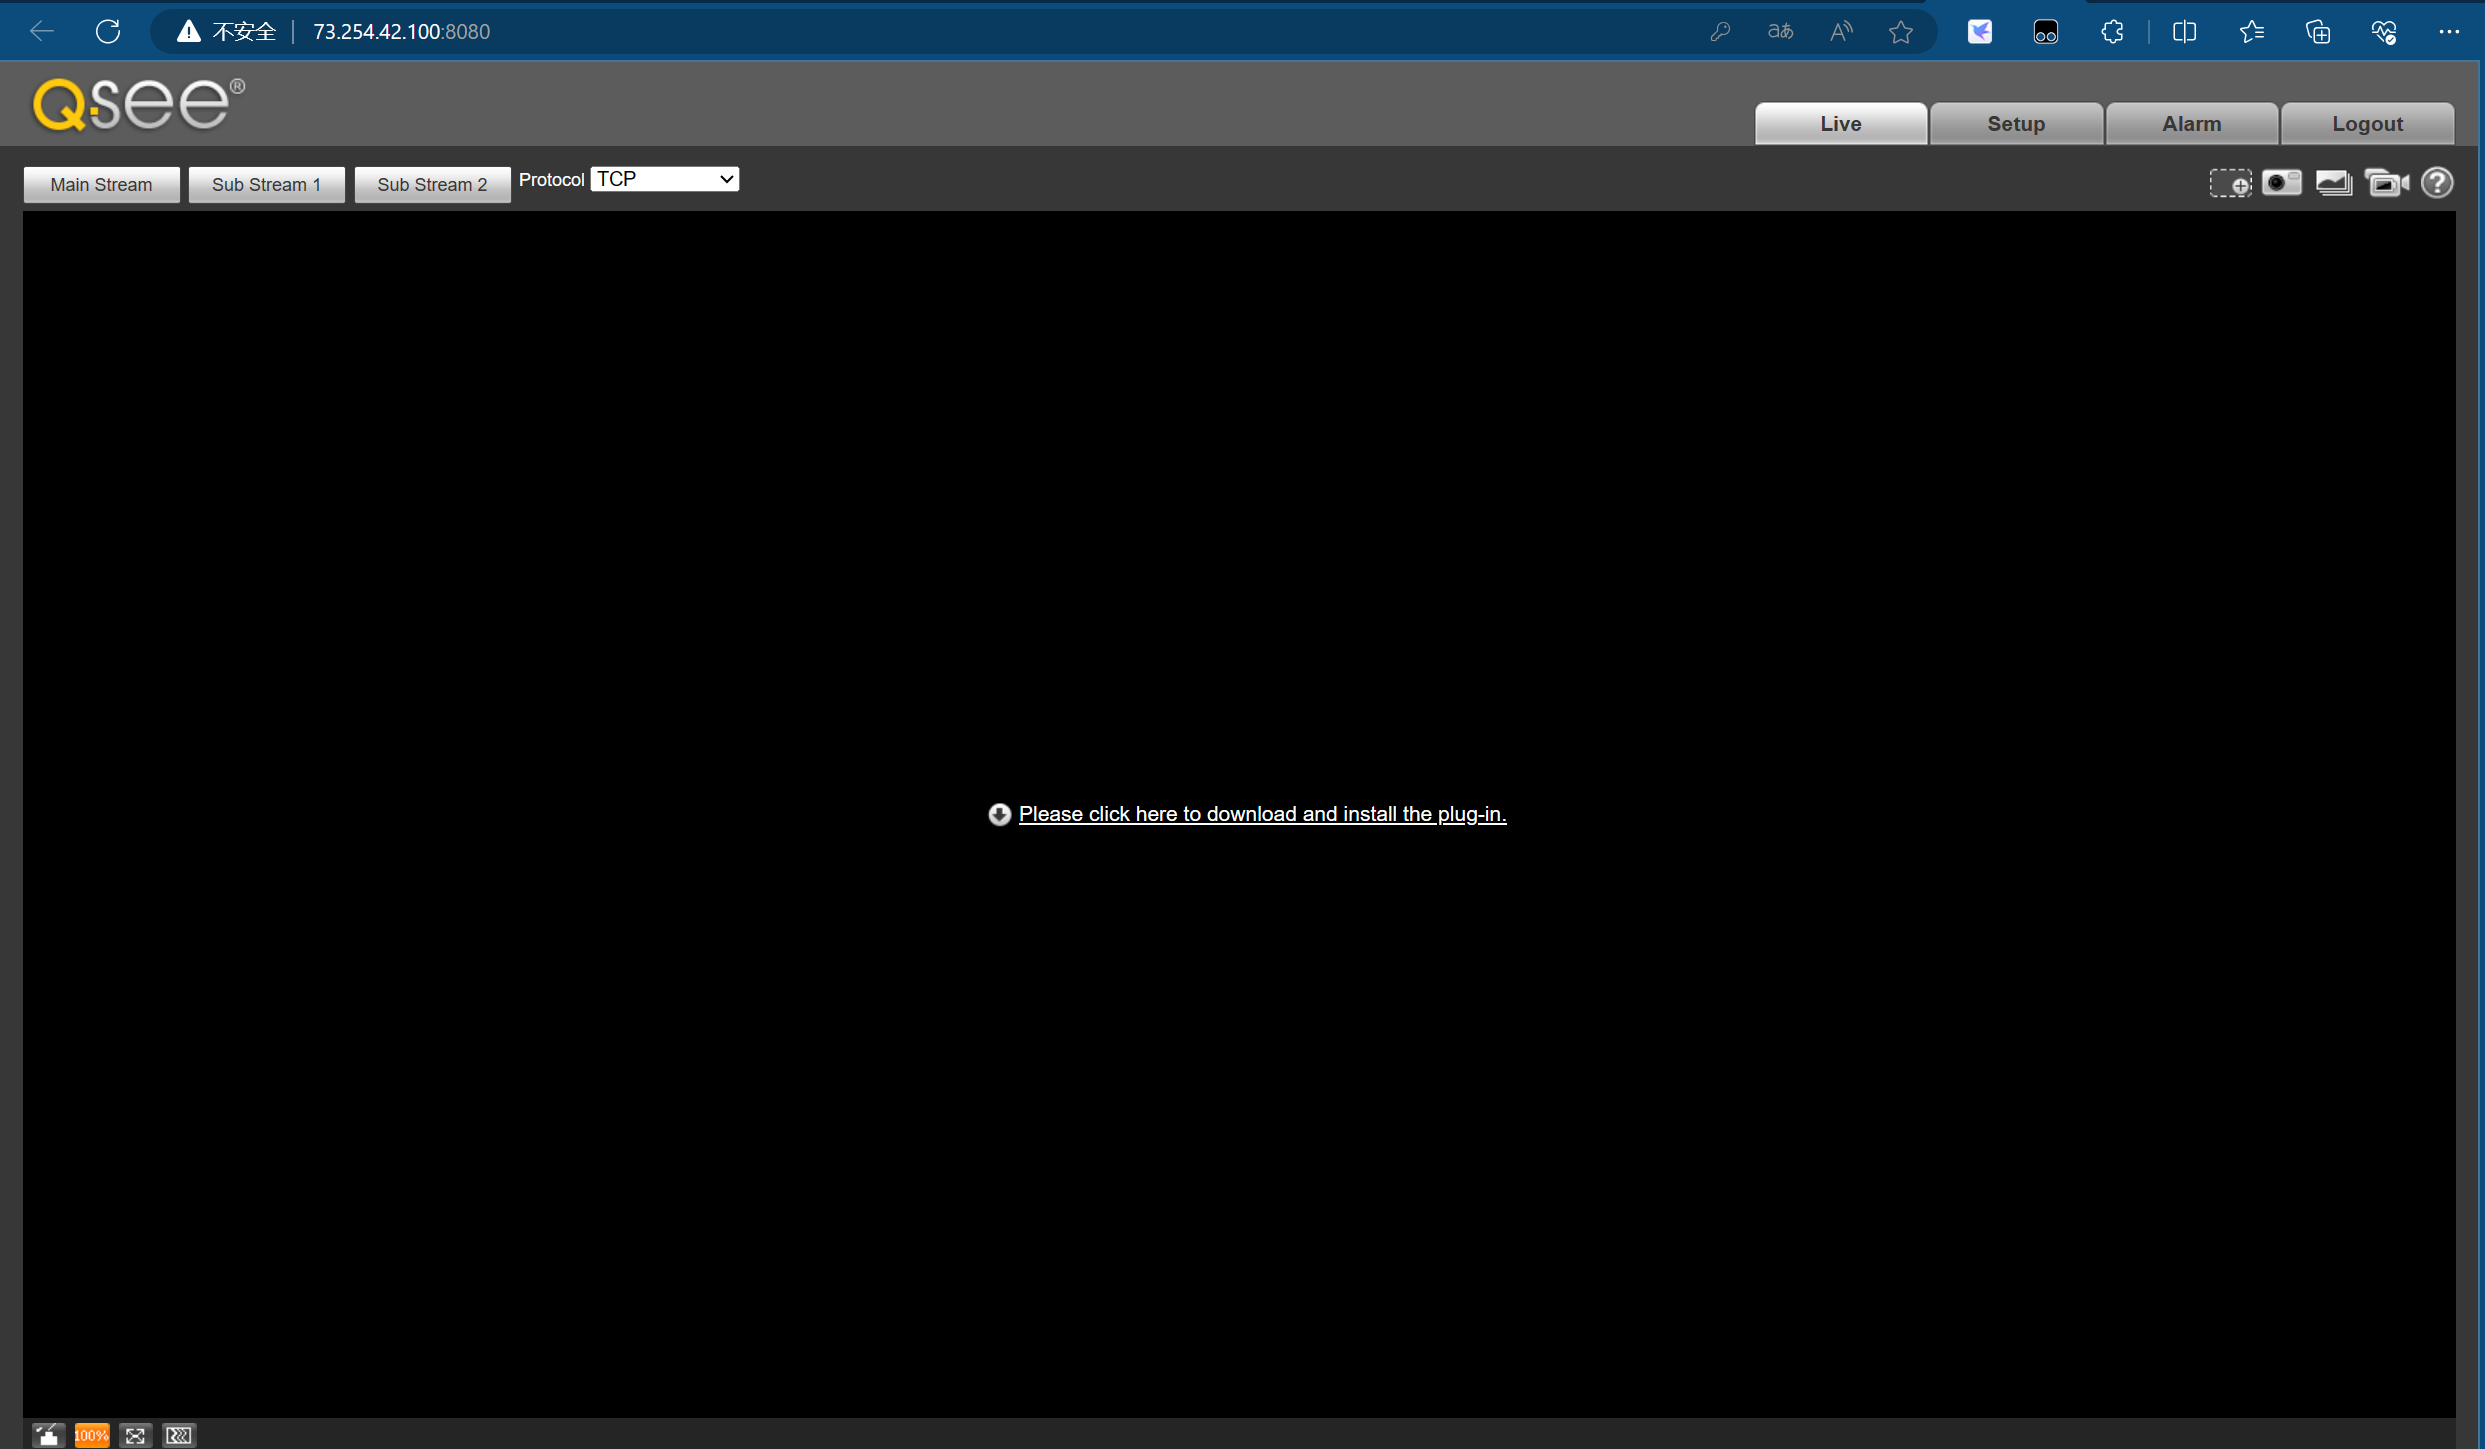 不安全 73.254.42.100:8080
Q-see®
Live Setup Alarm Logout
Main Stream Sub Stream 1 Sub Stream 2 Protocol TCP
Please click here to download and install the plug-in.
100%